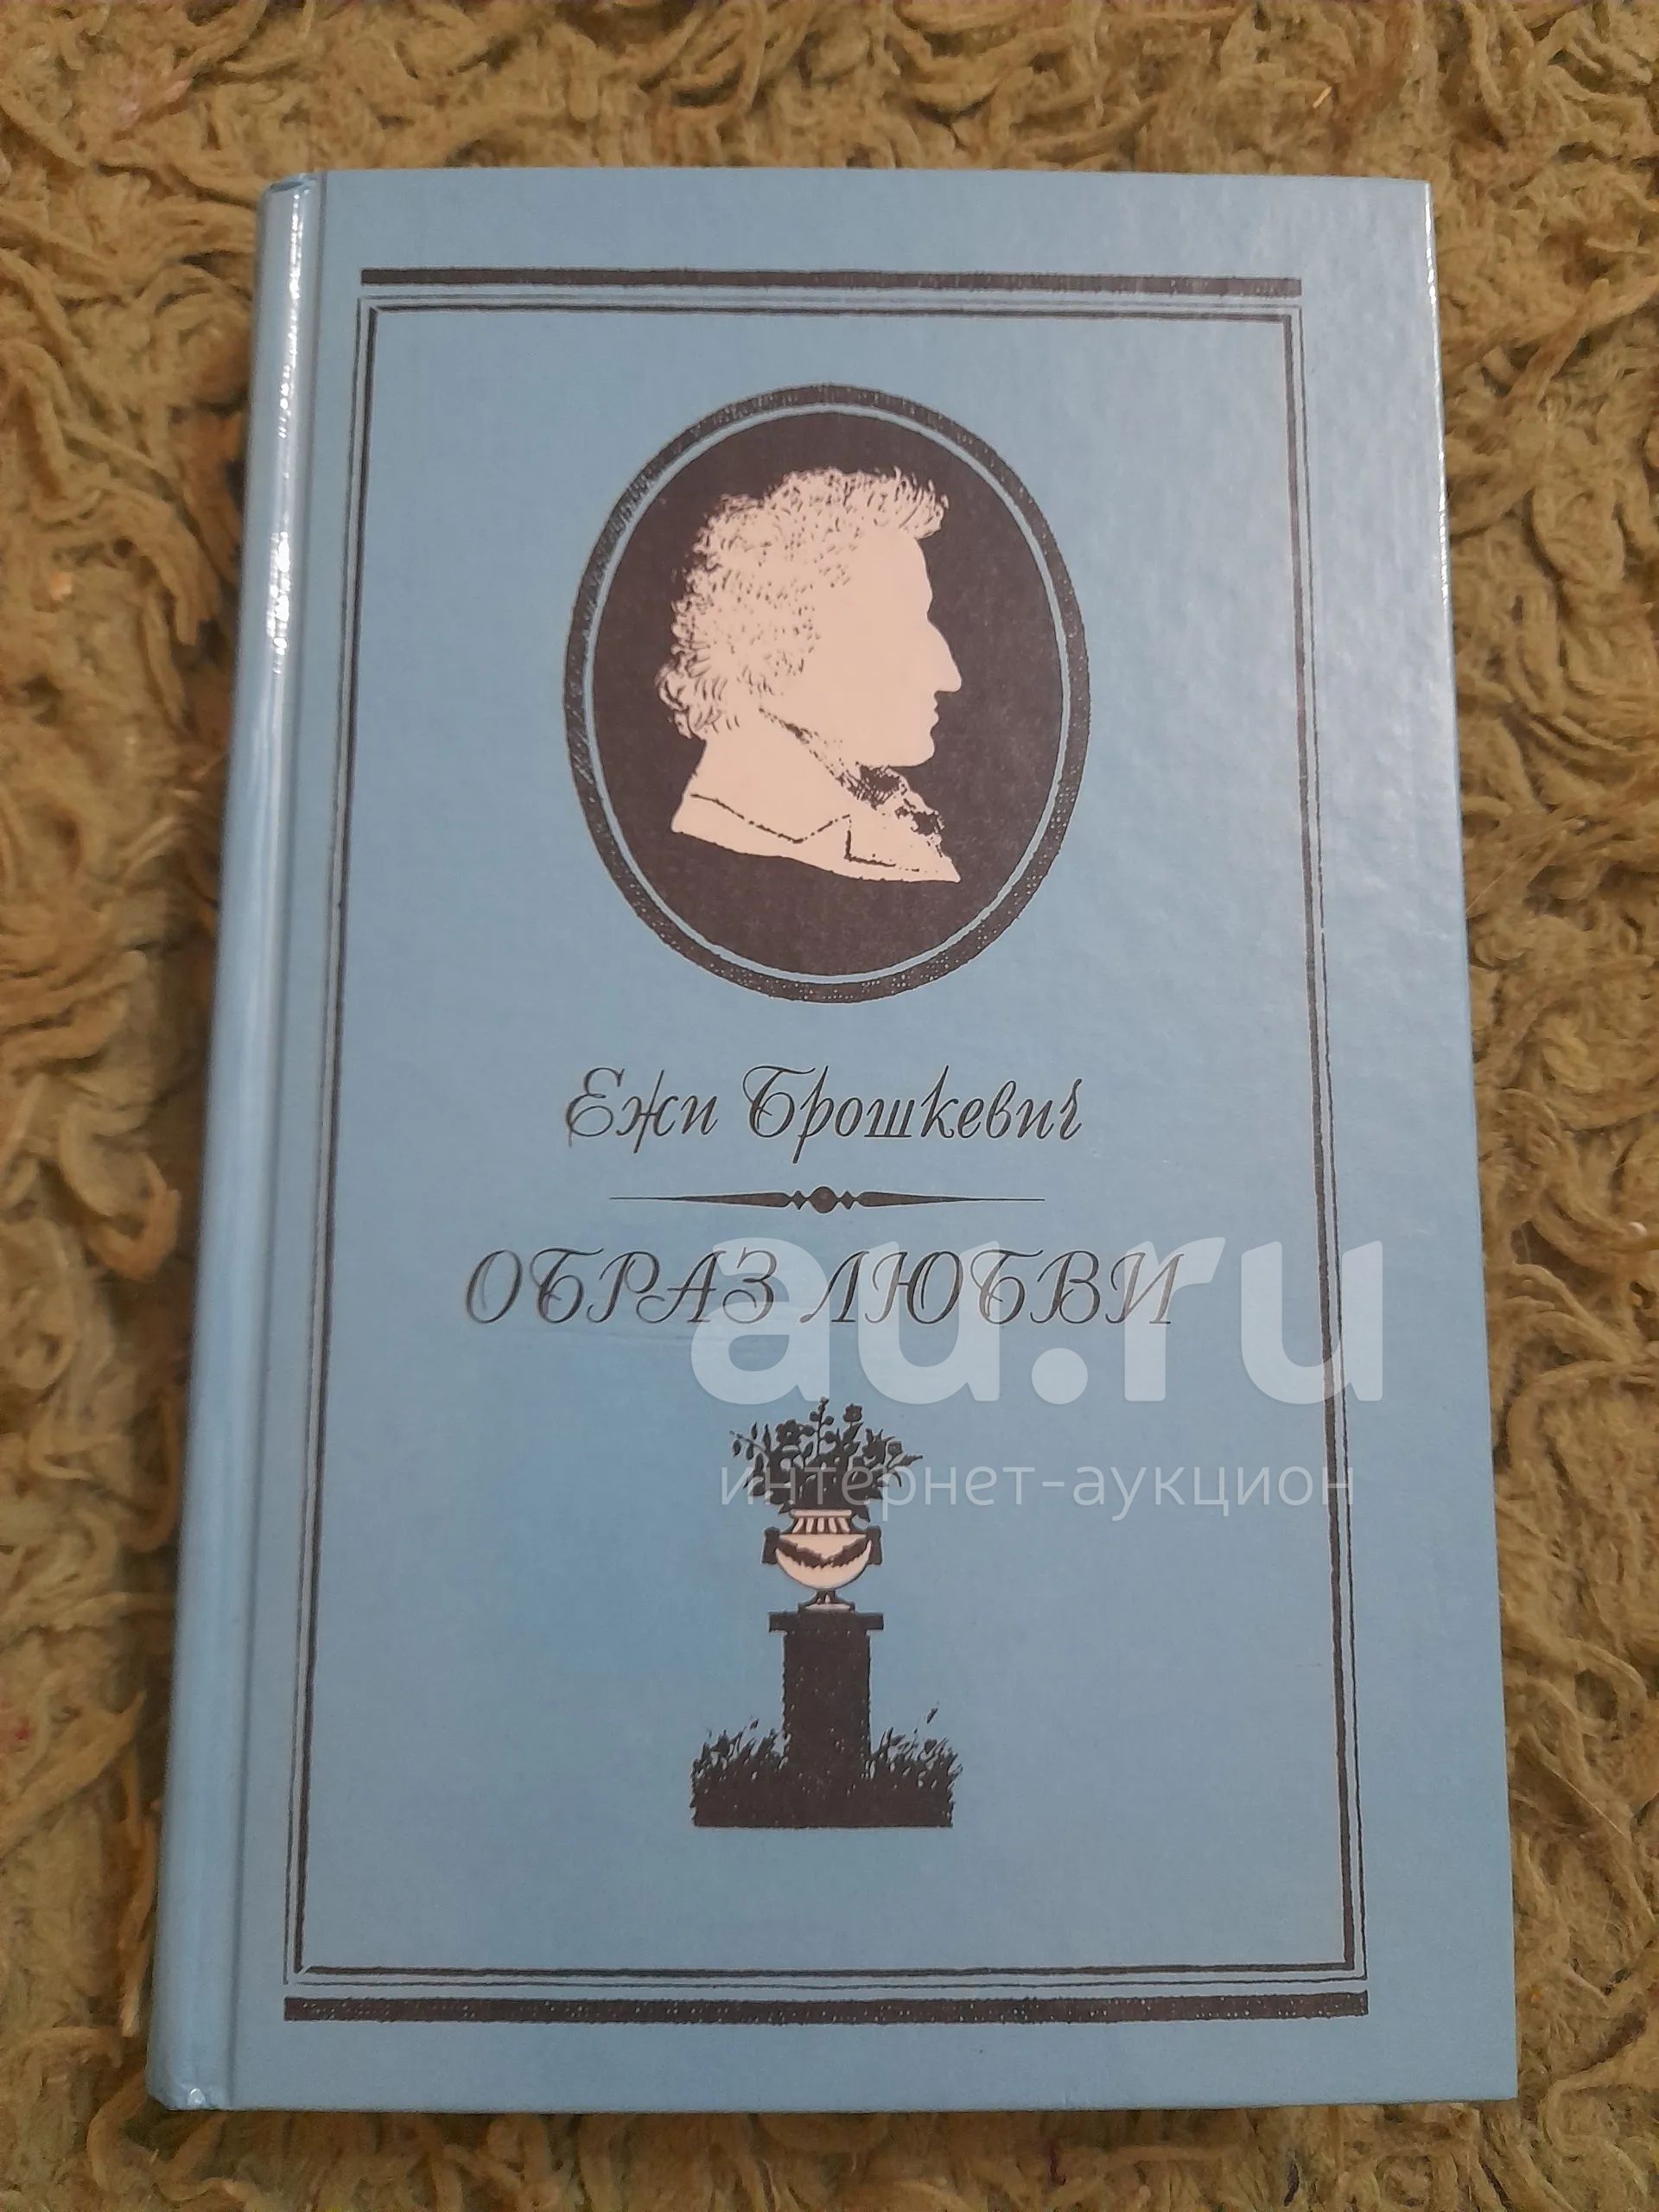 Ежи Брошкевич
ОБРАЗ ЛЮБВИ
au.ru
интернет-аукцион